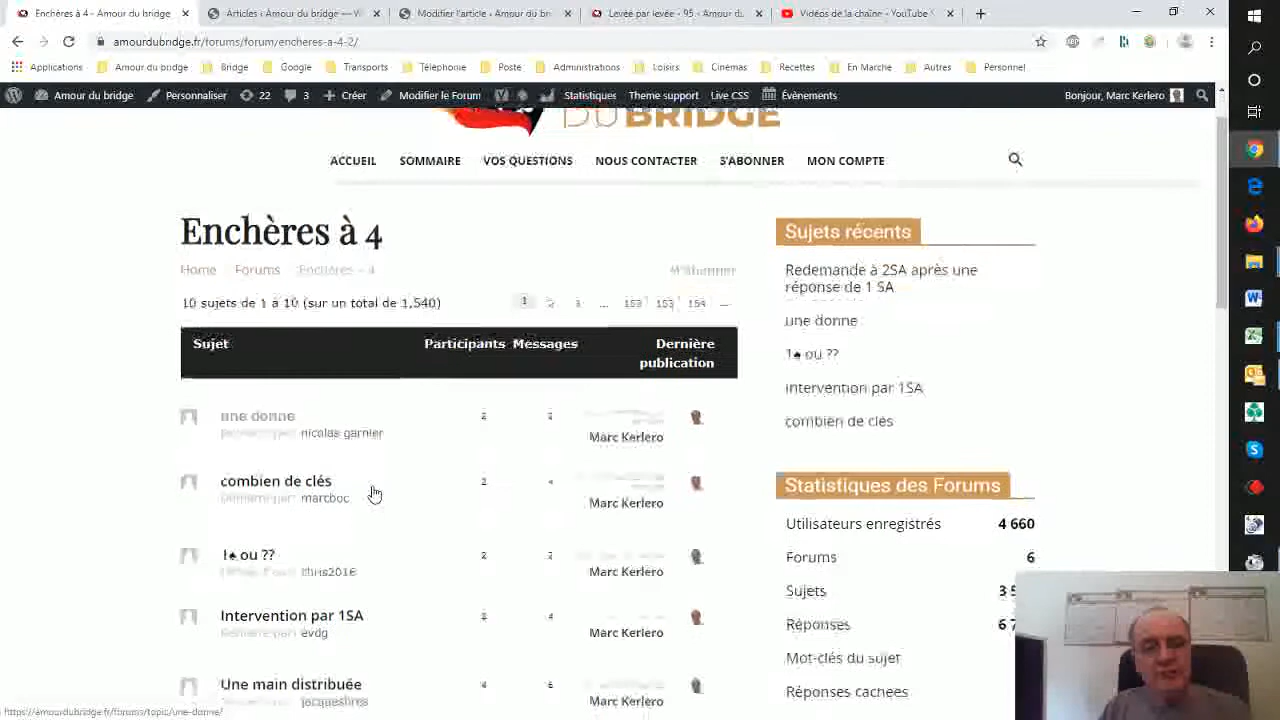 Enchères à 4 - Amour du bridge
Articles ‹ Amour du bridge — Wo
Modifier l'article ‹ Amour du bri
Levée par levée - 95 ‹ Amour du
Vidéos de la chaîne - YouTube
amourdubridge.fr/forums/forum/encheres-a-4-2/
Applications
Amour du bridge
Bridge
Google
Transports
Téléphonie
Poste
Administrations
Loisirs
Cinémas
Recettes
En Marche
Autres
Personnel
Amour du bridge
Personnaliser
22
3
Créer
Modifier le Forum
Statistiques
Theme support
Live CSS
Évènements
Bonjour, Marc Kerlero
DU BRIDGE
ACCUEIL
SOMMAIRE
VOS QUESTIONS
NOUS CONTACTER
S'ABONNER
MON COMPTE
Enchères à 4
Home
Forums
Enchères à 4
M'abonner
10 sujets de 1 à 10 (sur un total de 1,540)
1
...
153
154
Sujet
Participants
Messages
Dernière
publication
une donne
nicolas garnier
Marc Kerlero
combien de clés
marcboc
Marc Kerlero
1♠ ou ??
chris2016
Marc Kerlero
Intervention par 1SA
evdg
Marc Kerlero
Une main distribuée
Marc Kerlero
Sujets récents
Redemande à 2SA après une
réponse de 1 SA
une donne
1♠ ou ??
Intervention par 1SA
combien de clés
Statistiques des Forums
Utilisateurs enregistrés
4 660
Forums
6
Sujets
Réponses
Mot-clés du sujet
Réponses cachées
https://amourdubridge.fr/forums/topic/une-donne/